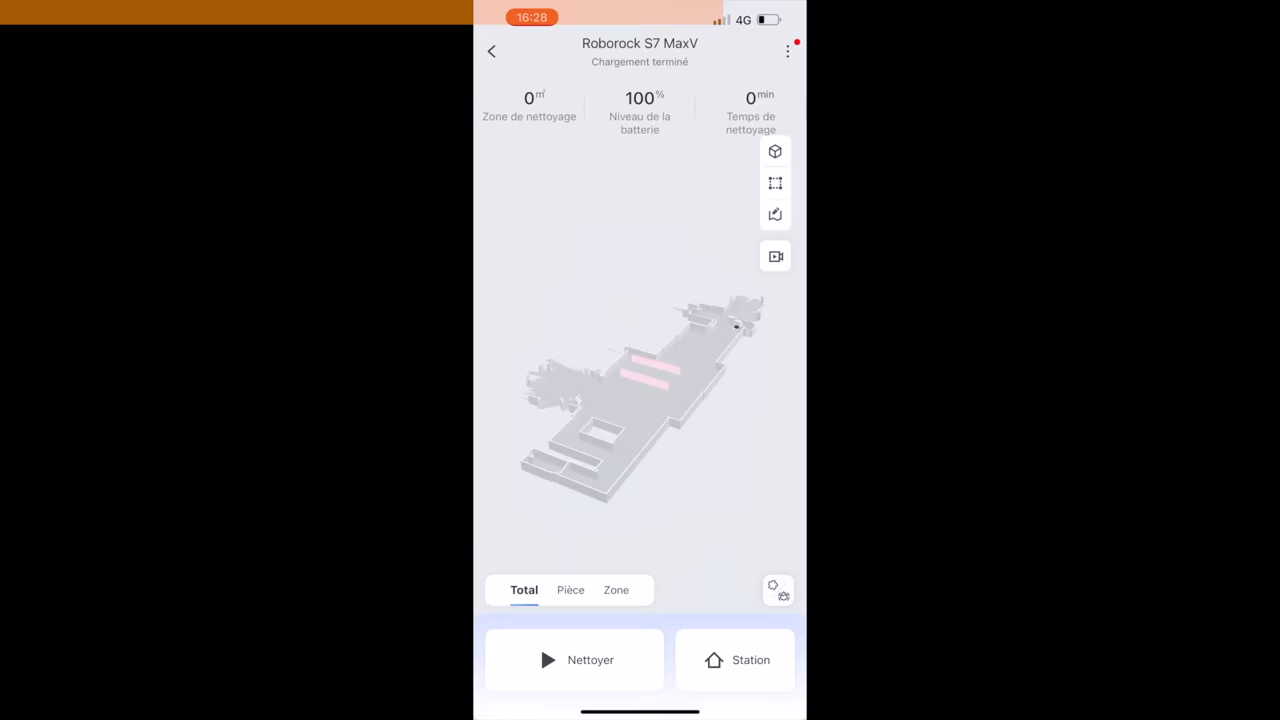 16:28
4G
Roborock S7 MaxV
Chargement terminé
0㎡
100%
0min
Zone de nettoyage
Niveau de la
batterie
Temps de
nettoyage
Total
Pièce
Zone
Nettoyer
Station